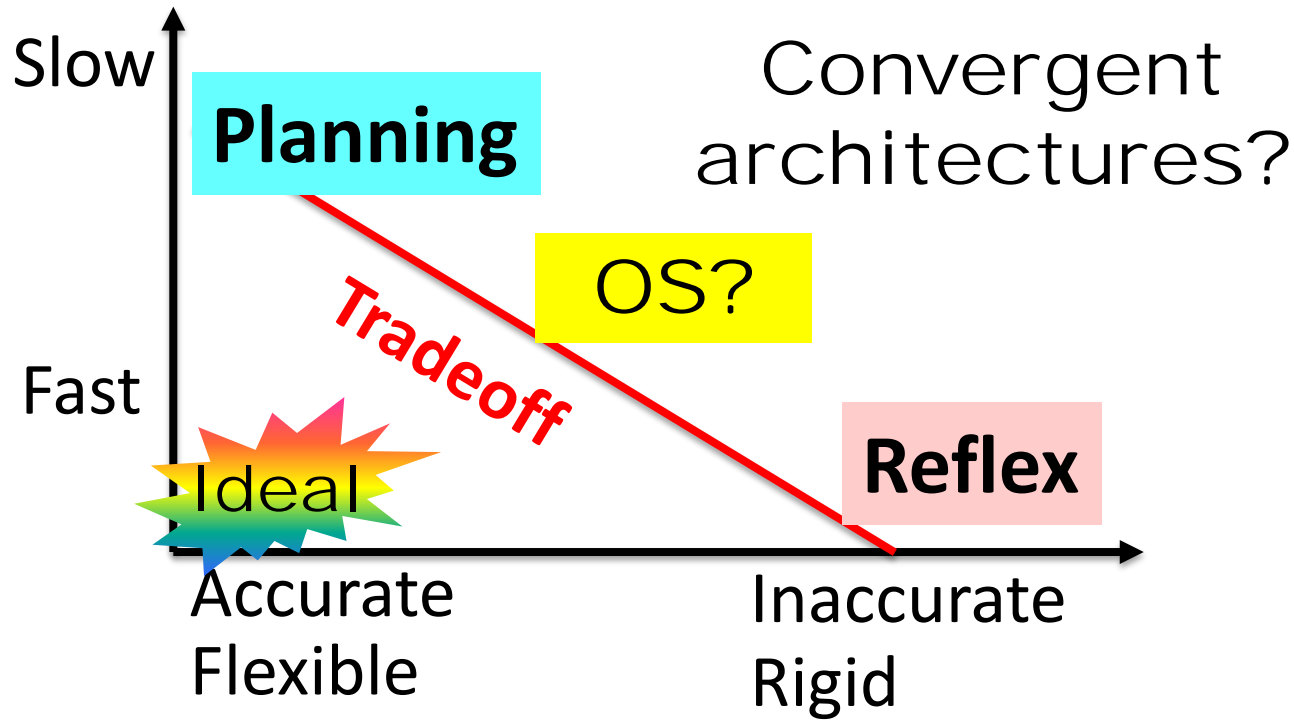 Slow
Planning
Convergent
architectures?
OS?
Tradeoff
Fast
Reflex
Ideal
Accurate
Flexible
Inaccurate
Rigid